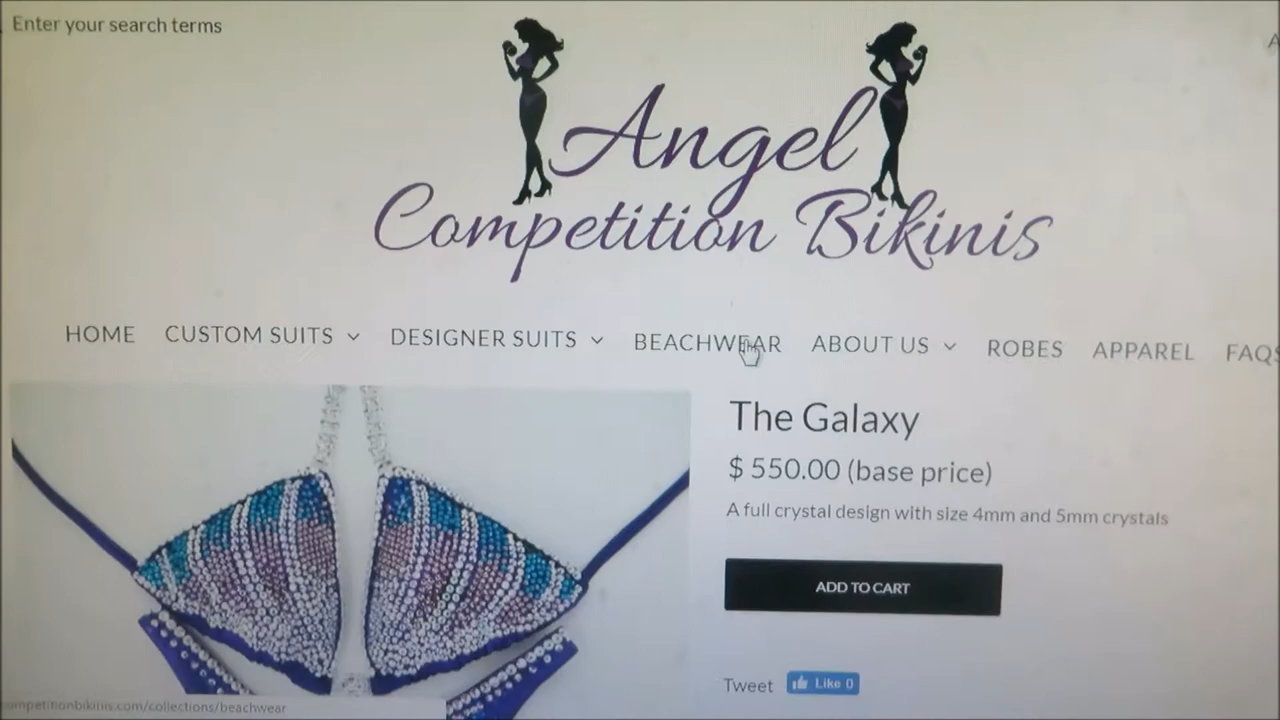 Enter your search terms
A
Angel
Competition Bikinis
HOME CUSTOM SUITS DESIGNER SUITS BEACHWEAR ABOUT US ROBES APPAREL FAQS
The Galaxy
$ 550.00 (base price)
A full crystal design with size 4mm and 5mm crystals
ADD TO CART
Tweet Like 0
ompetitionbikinis.com/collections/beachwear